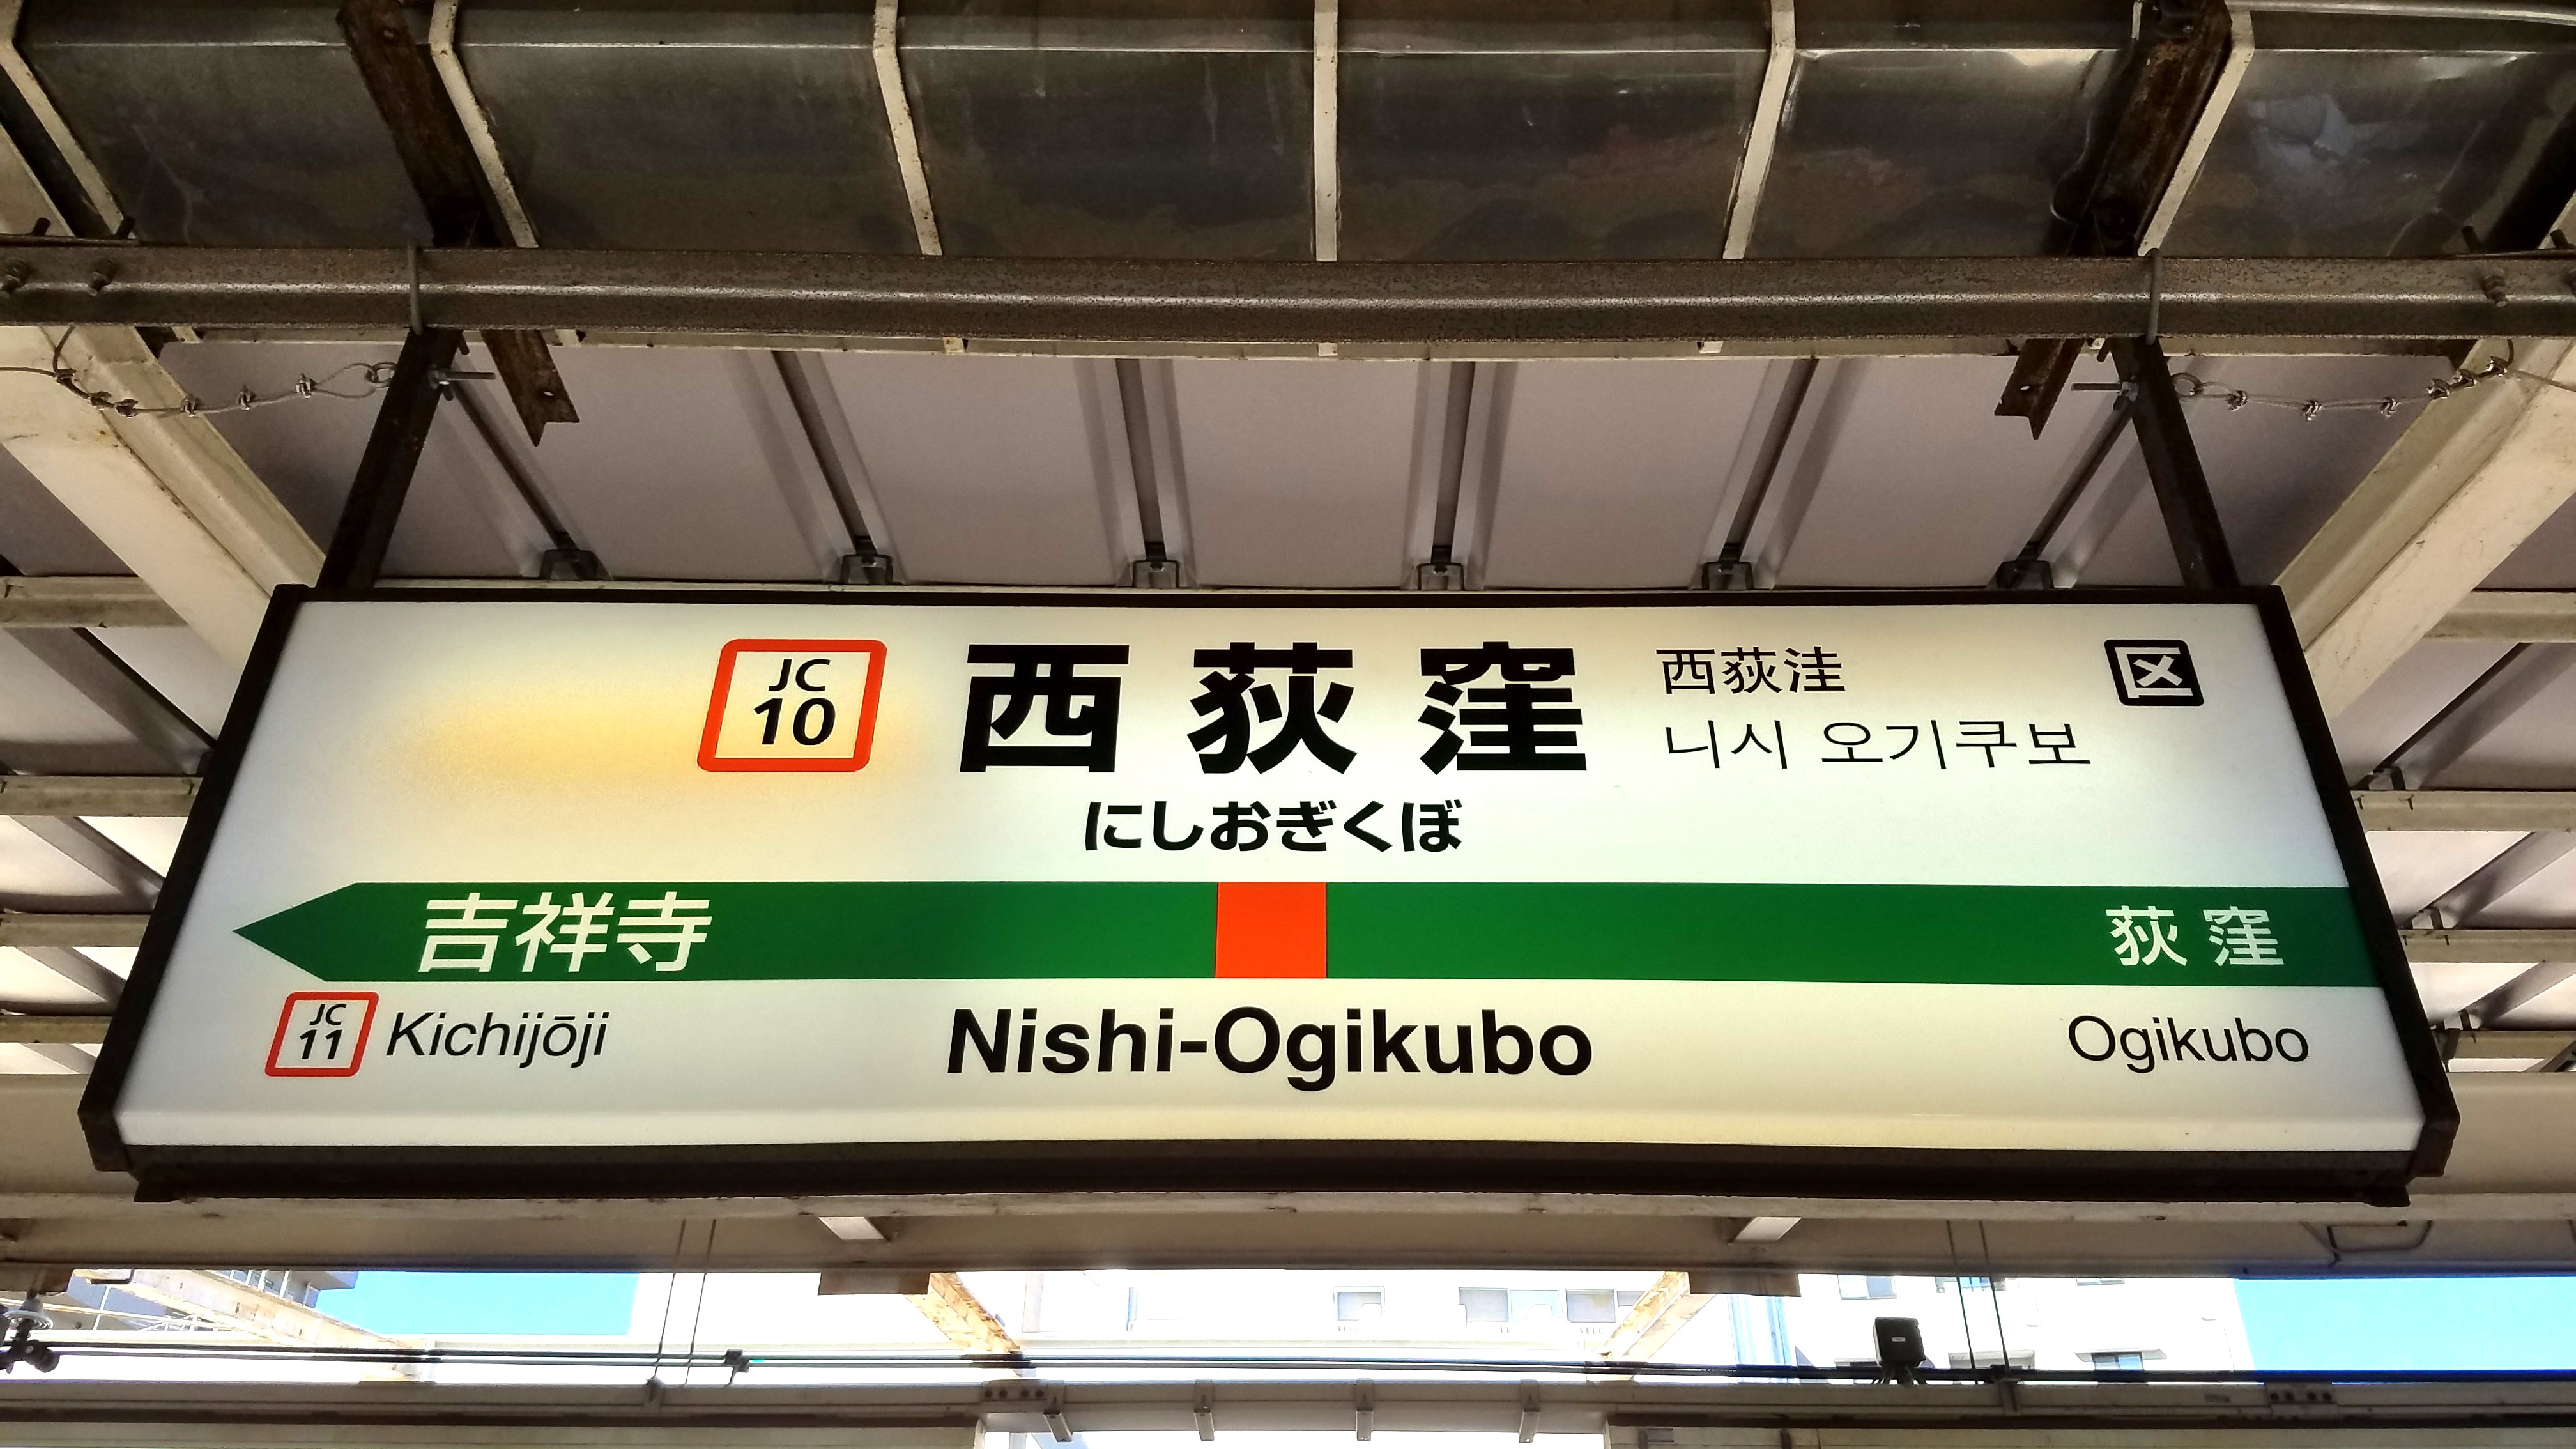 JC
10
西荻窪
西荻洼
区
니시 오기쿠보
にしおぎくぼ
吉祥寺
荻窪
JC
11
Kichijōji
Nishi-Ogikubo
Ogikubo